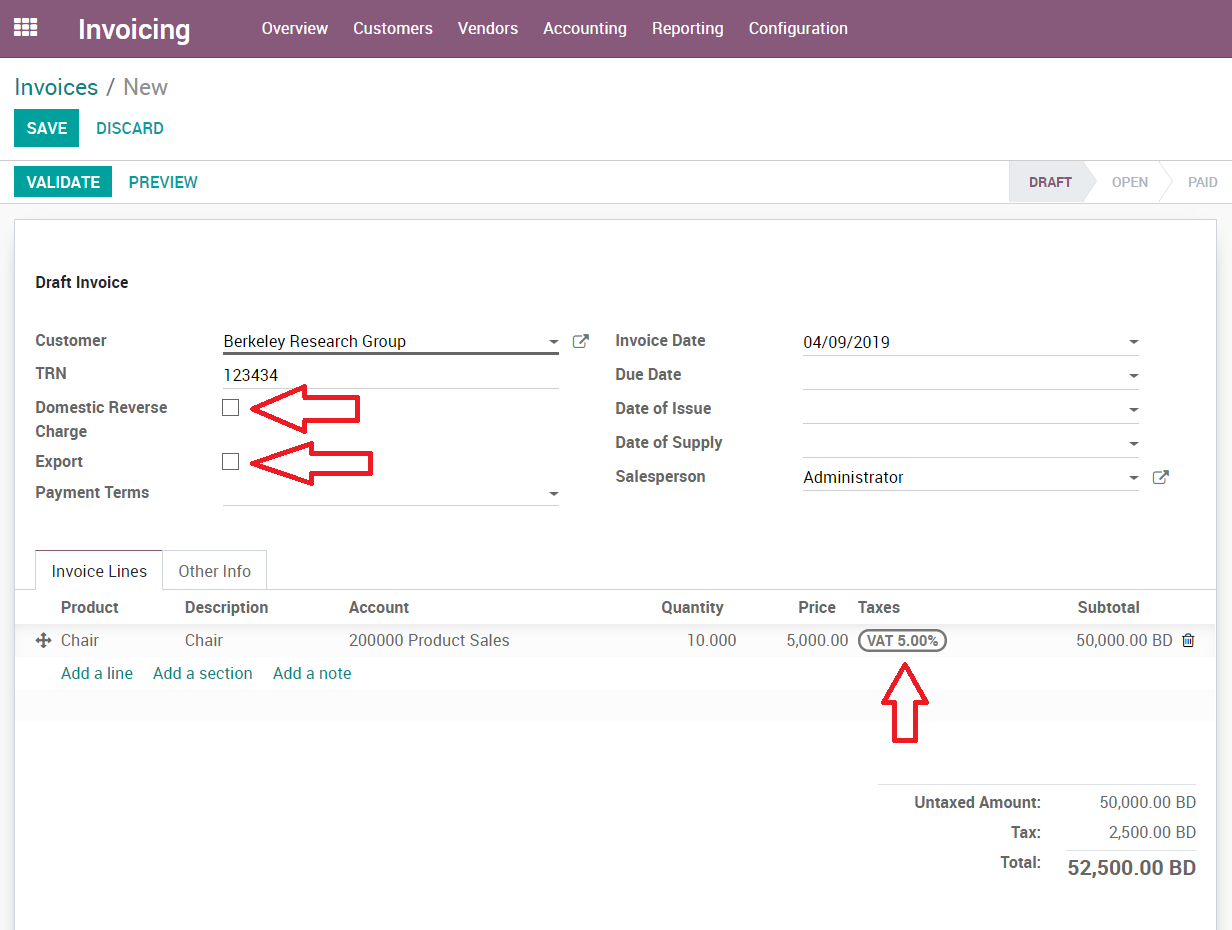 Invoicing Overview Customers Vendors Accounting Reporting Configuration
Invoices / New
SAVE DISCARD
VALIDATE PREVIEW DRAFT OPEN PAID
Draft Invoice
Customer Berkeley Research Group
TRN 123434
Domestic Reverse
Charge
Export
Payment Terms
Invoice Date 04/09/2019
Due Date
Date of Issue
Date of Supply
Salesperson Administrator
Invoice Lines Other Info
Product Description Account Quantity Price Taxes Subtotal
Chair Chair 200000 Product Sales 10.000 5,000.00 VAT 5.00% 50,000.00 BD
Add a line Add a section Add a note
Untaxed Amount: 50,000.00 BD
Tax: 2,500.00 BD
Total: 52,500.00 BD